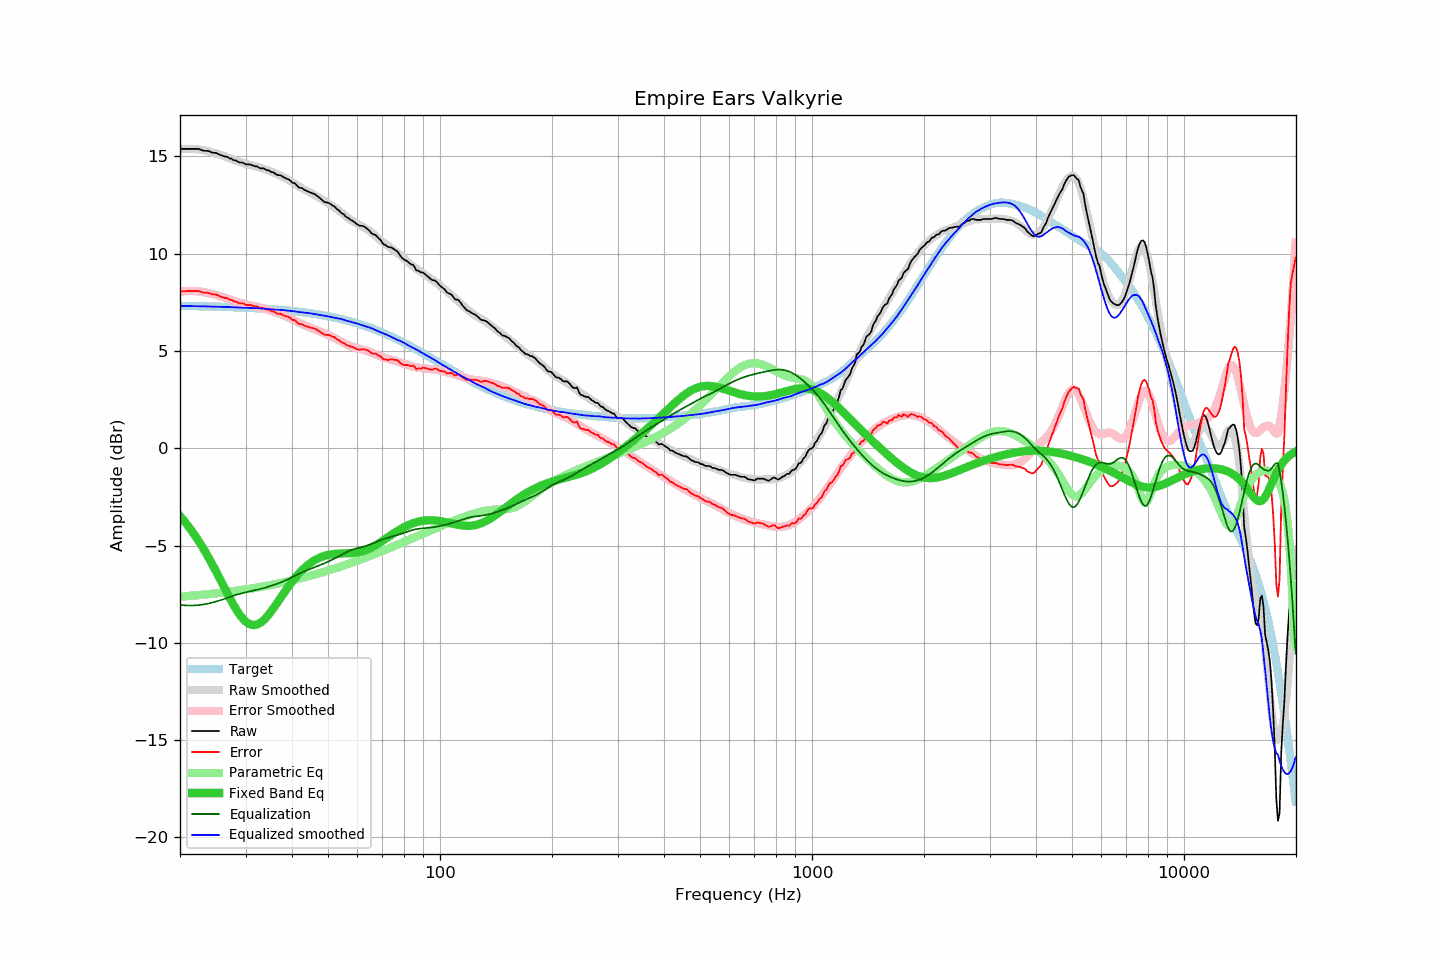 Empire Ears Valkyrie
15
10
5
0
−5
−10
−15
−20
Amplitude (dBr)
Target
Raw Smoothed
Error Smoothed
Raw
Error
Parametric Eq
Fixed Band Eq
Equalization
Equalized smoothed
100
1000
10000
Frequency (Hz)